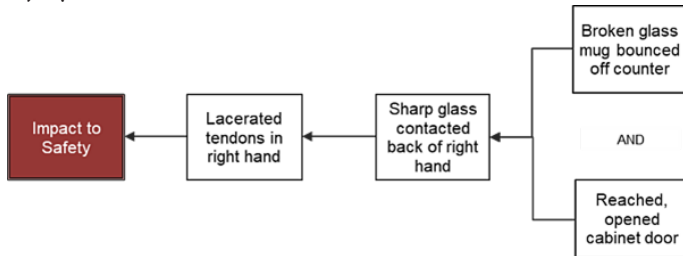 Broken glass
mug bounced
off counter
Impact to
Safety
Lacerated
tendons in
right hand
Sharp glass
contacted
back of right
hand
AND
Reached,
opened
cabinet door